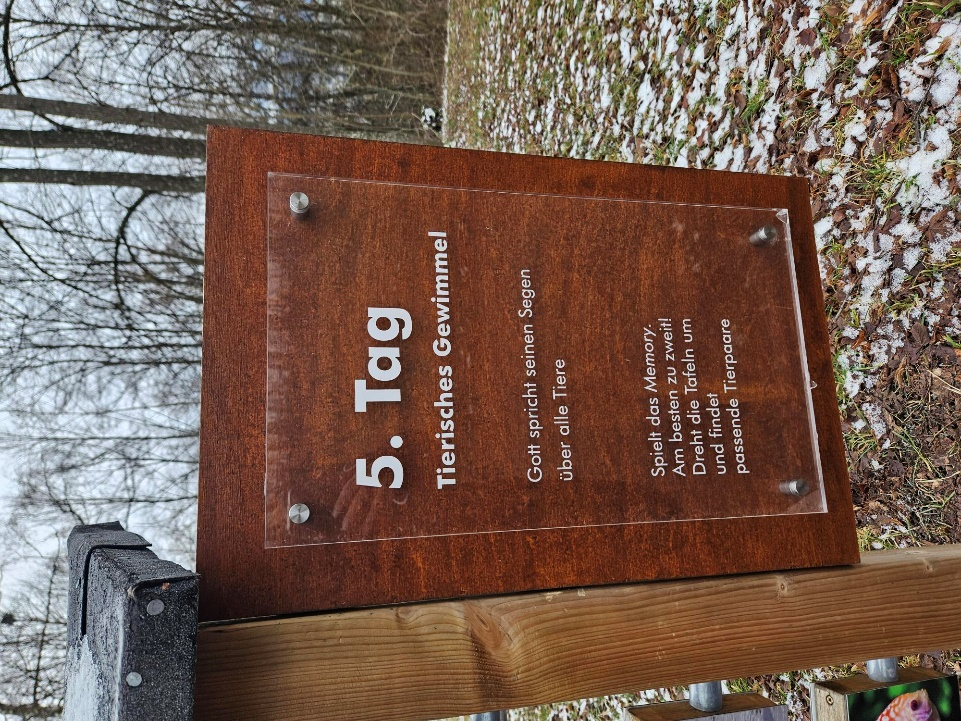 5. Tag
Tierisches Gewimmel
Gott spricht seinen Segen
über alle Tiere
Spielt das Memory.
Am besten zu zweit!
Dreht die Tafeln um
und findet
passende Tierpaare